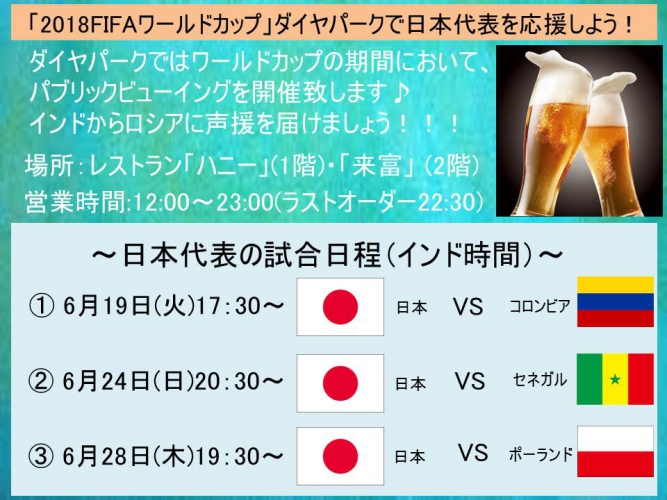 「2018FIFAワールドカップ」ダイヤパークで日本代表を応援しよう！
ダイヤパークではワールドカップの期間において、
パブリックビューイングを開催致します♪
インドからロシアに声援を届けましょう！！！
場所：レストラン「ハニー」(1階)・「来富」(2階)
営業時間:12:00～23:00(ラストオーダー22:30)
～日本代表の試合日程(インド時間)～
① 6月19日(火)17:30～ 日本 VS コロンビア
② 6月24日(日)20:30～ 日本 VS セネガル
③ 6月28日(木)19:30～ 日本 VS ポーランド